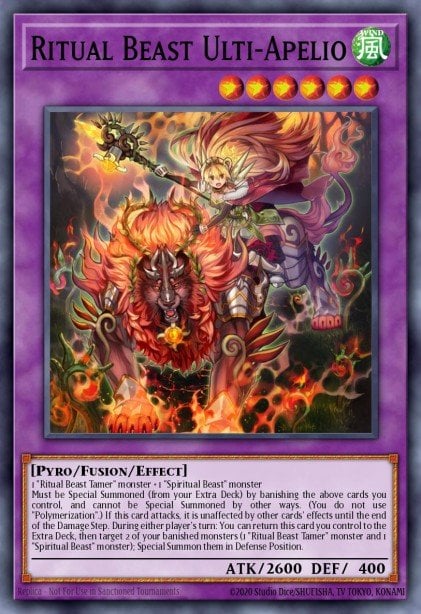 Ritual Beast Ulti-Apelio
WIND
風
[Pyro/Fusion/Effect]
1 "Ritual Beast Tamer" monster + 1 "Spiritual Beast" monster
Must be Special Summoned (from your Extra Deck) by banishing the above cards you
control, and cannot be Special Summoned by other ways. (You do not use
"Polymerization".) If this card attacks, it is unaffected by other cards' effects until the end
of the Damage Step. During either player's turn: You can return this card you control to the
Extra Deck, then target 2 of your banished monsters (1 "Ritual Beast Tamer" monster and 1
"Spiritual Beast" monster); Special Summon them in Defense Position.
ATK/2600 DEF/ 400
Replica - Not For Use in Sanctioned Tournaments
©2020 Studio Dice/SHUEISHA, TV TOKYO, KONAMI